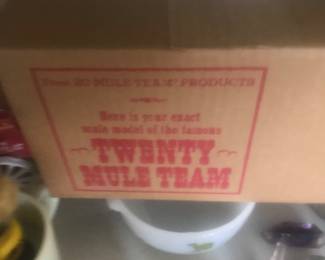 From 20 MULE TEAM® PRODUCTS
Here is your exact
scale model of the famous
TWENTY
MULE TEAM